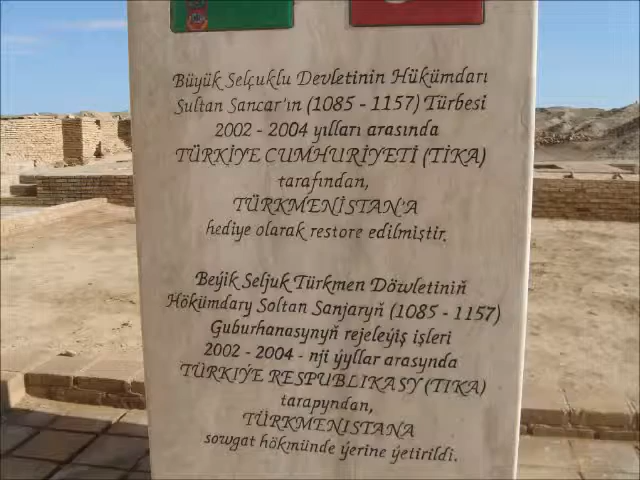 Büyük Selçuklu Devletinin Hükümdarı
Sultan Sancar'ın (1085 - 1157) Türbesi
2002 - 2004 yılları arasında
TÜRKİYE CUMHURİYETİ (TİKA)
tarafından,
TÜRKMENİSTAN'A
hediye olarak restore edilmiştir.
Beýik Seljuk Türkmen Döwletiniň
Hökümdary Soltan Sanjaryň (1085 - 1157)
Guburhanasynyň rejeleýiş işleri
2002 - 2004 - nji ýyllar arasynda
TÜRKIÝE RESPUBLIKASY (TIKA)
tarapyndan,
TÜRKMENISTANA
sowgat hökmünde ýerine ýetirildi.